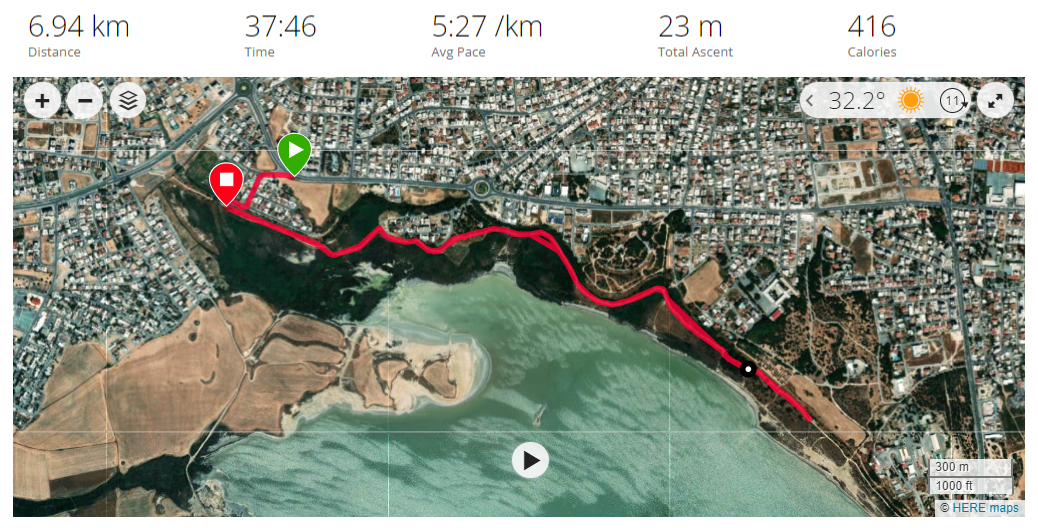 6.94 km 37:46 5:27 /km 23 m 416
Distance Time Avg Pace Total Ascent Calories
32.2° 11
300 m
1000 ft
© HERE maps